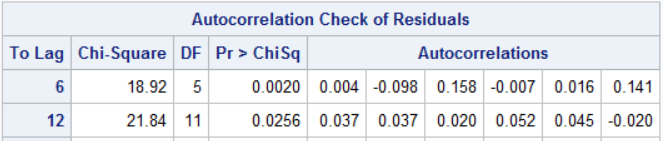 Autocorrelation Check of Residuals
To Lag Chi-Square DF Pr > ChiSq Autocorrelations
6 18.92 5 0.0020 0.004 -0.098 0.158 -0.007 0.016 0.141
12 21.84 11 0.0256 0.037 0.037 0.020 0.052 0.045 -0.020